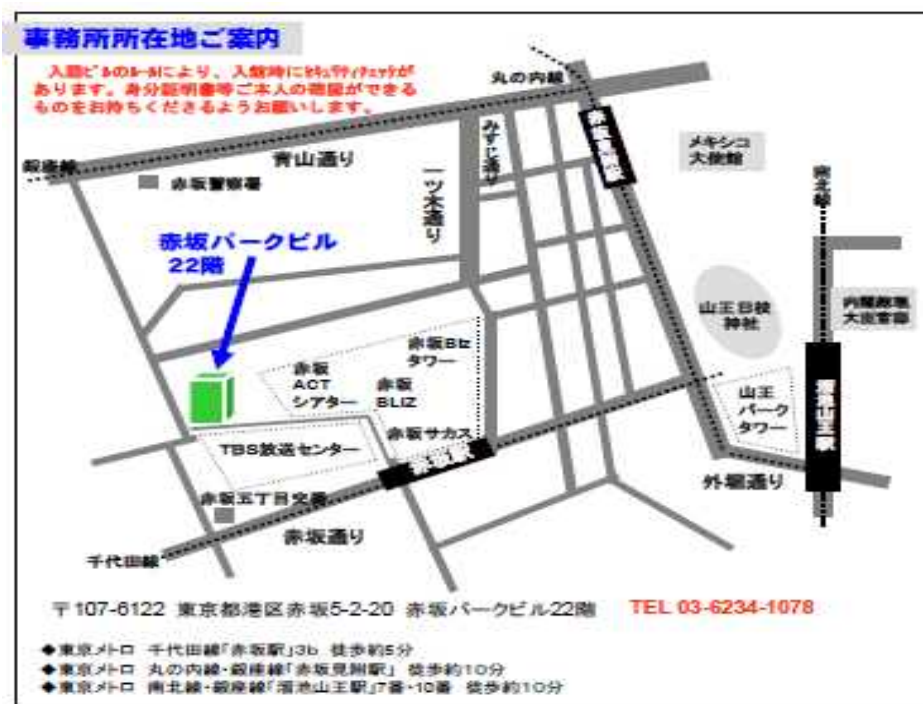 事務所所在地ご案内
入館ビルのルールにより、入館時にセキュリティチェックが
あります。身分証明書等ご本人の確認ができる
ものをお持ちくださるようお願いします。
丸の内線
赤坂見附駅
メキシコ
大使館
みすじ通り
青山通り
銀座線
赤坂警察署
一ツ木通り
南北線
赤坂パークビル
22階
山王日枝
神社
内閣総理
大臣官邸
赤坂Biz
タワー
赤坂
ACT
シアター
赤坂
BLIZ
山王
パーク
タワー
溜池山王駅
赤坂サカス
TBS放送センター
赤坂駅
外堀通り
赤坂五丁目交番
赤坂通り
千代田線
〒107-6122 東京都港区赤坂5-2-20 赤坂パークビル22階 TEL 03-6234-1078
◆東京メトロ 千代田線「赤坂駅」3b 徒歩約5分
◆東京メトロ 丸の内線・銀座線「赤坂見附駅」 徒歩約10分
◆東京メトロ 南北線・銀座線「溜池山王駅」7番・10番 徒歩約10分